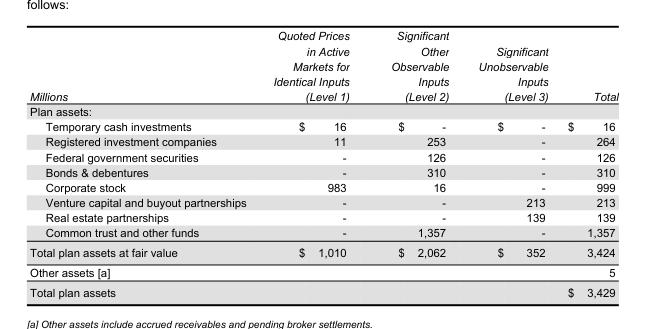 follows:
Quoted Prices Significant
in Active Other Significant
Markets for Observable Unobservable
Identical Inputs Inputs Inputs
Millions (Level 1) (Level 2) (Level 3) Total
Plan assets:
Temporary cash investments $ 16 $ - $ - $ 16
Registered investment companies 11 253 - 264
Federal government securities - 126 - 126
Bonds & debentures - 310 - 310
Corporate stock 983 16 - 999
Venture capital and buyout partnerships - - 213 213
Real estate partnerships - - 139 139
Common trust and other funds - 1,357 - 1,357
Total plan assets at fair value $ 1,010 $ 2,062 $ 352 3,424
Other assets [a] 5
Total plan assets $ 3,429
[a] Other assets include accrued receivables and pending broker settlements.